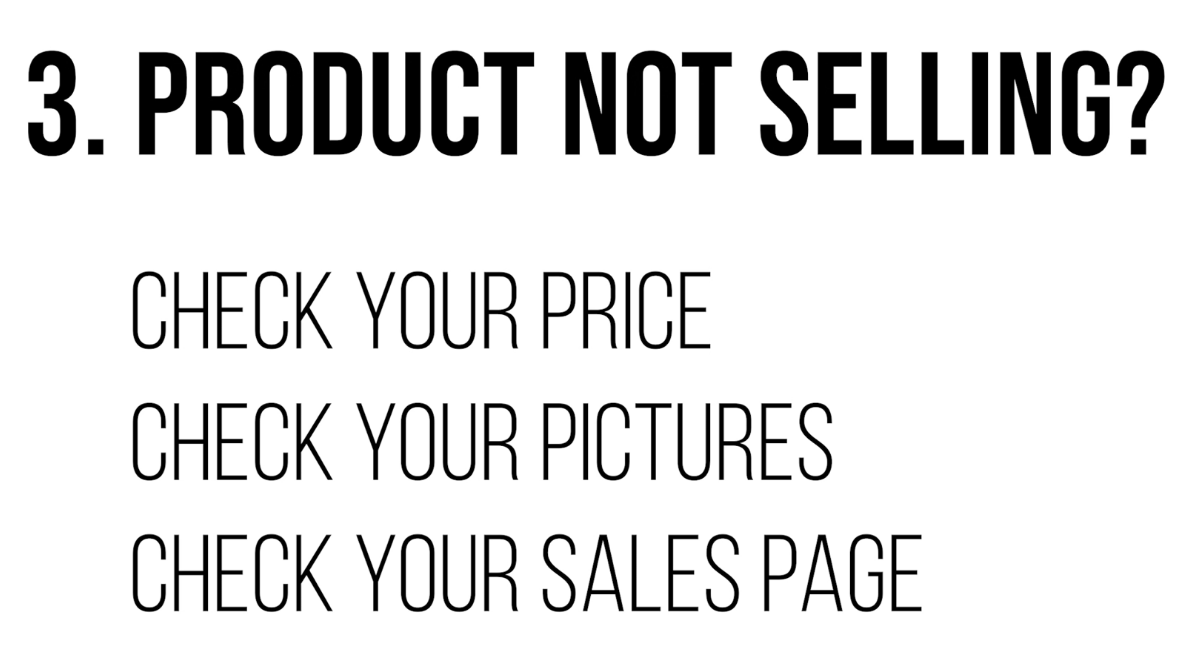 3. PRODUCT NOT SELLING?
CHECK YOUR PRICE
CHECK YOUR PICTURES
CHECK YOUR SALES PAGE